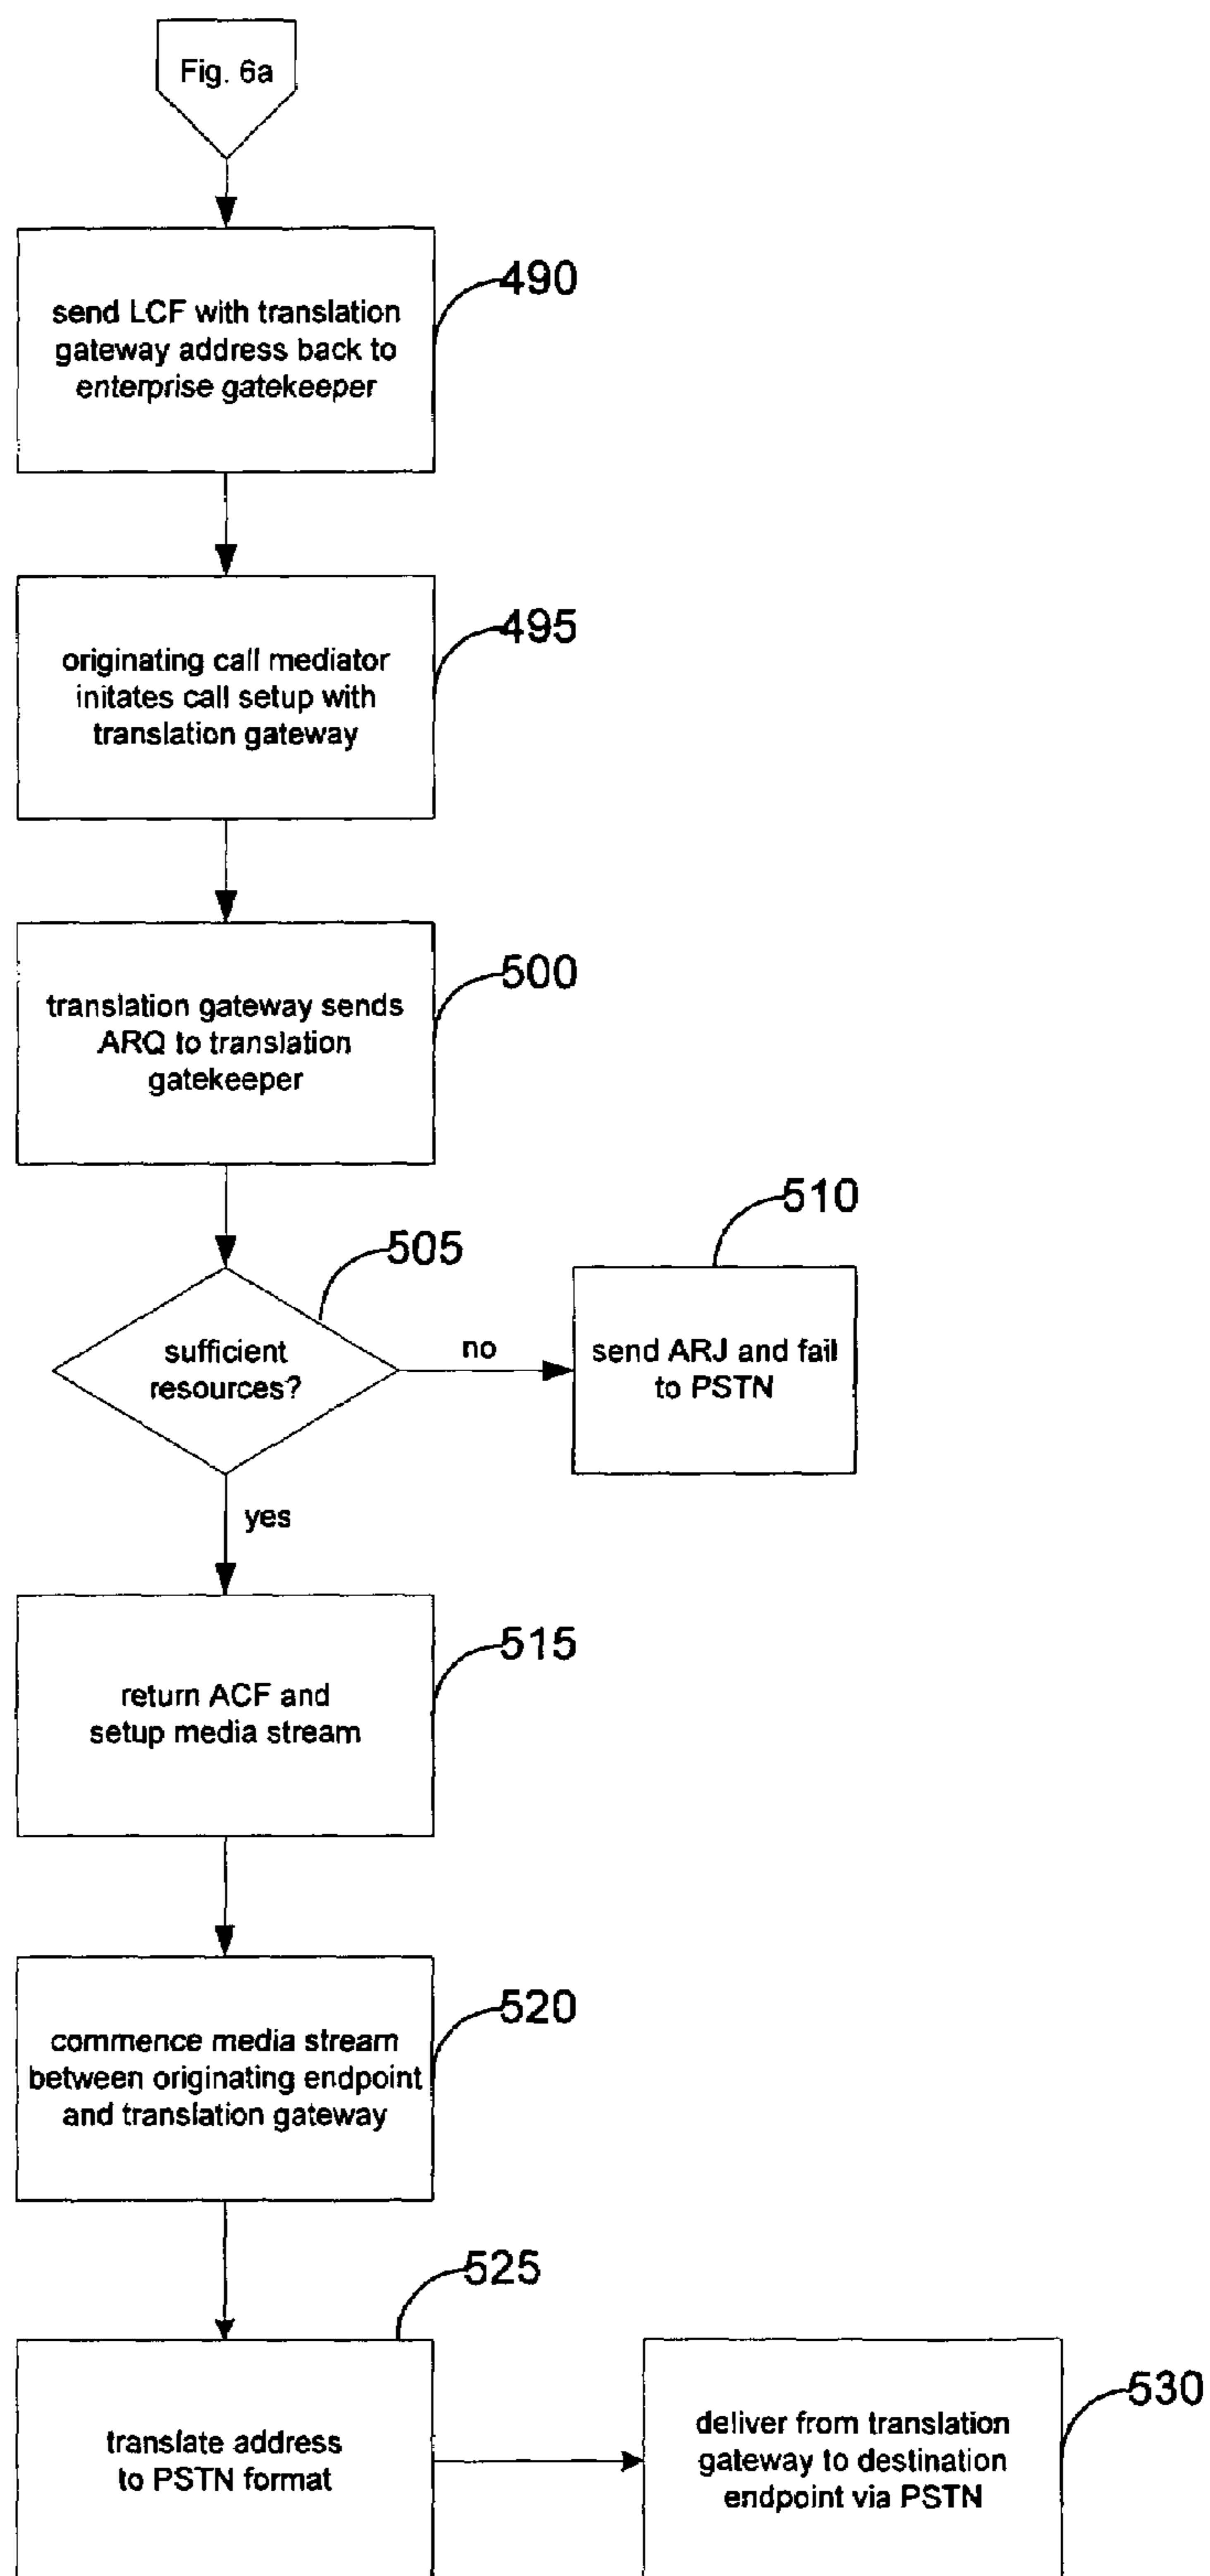 Fig. 6a
490
send LCF with translation
gateway address back to
enterprise gatekeeper
495
originating call mediator
initates call setup with
translation gateway
500
translation gateway sends
ARQ to translation
gatekeeper
505
sufficient
resources?
no
510
send ARJ and fail
to PSTN
yes
515
return ACF and
setup media stream
520
commence media stream
between originating endpoint
and translation gateway
525
translate address
to PSTN format
530
deliver from translation
gateway to destination
endpoint via PSTN